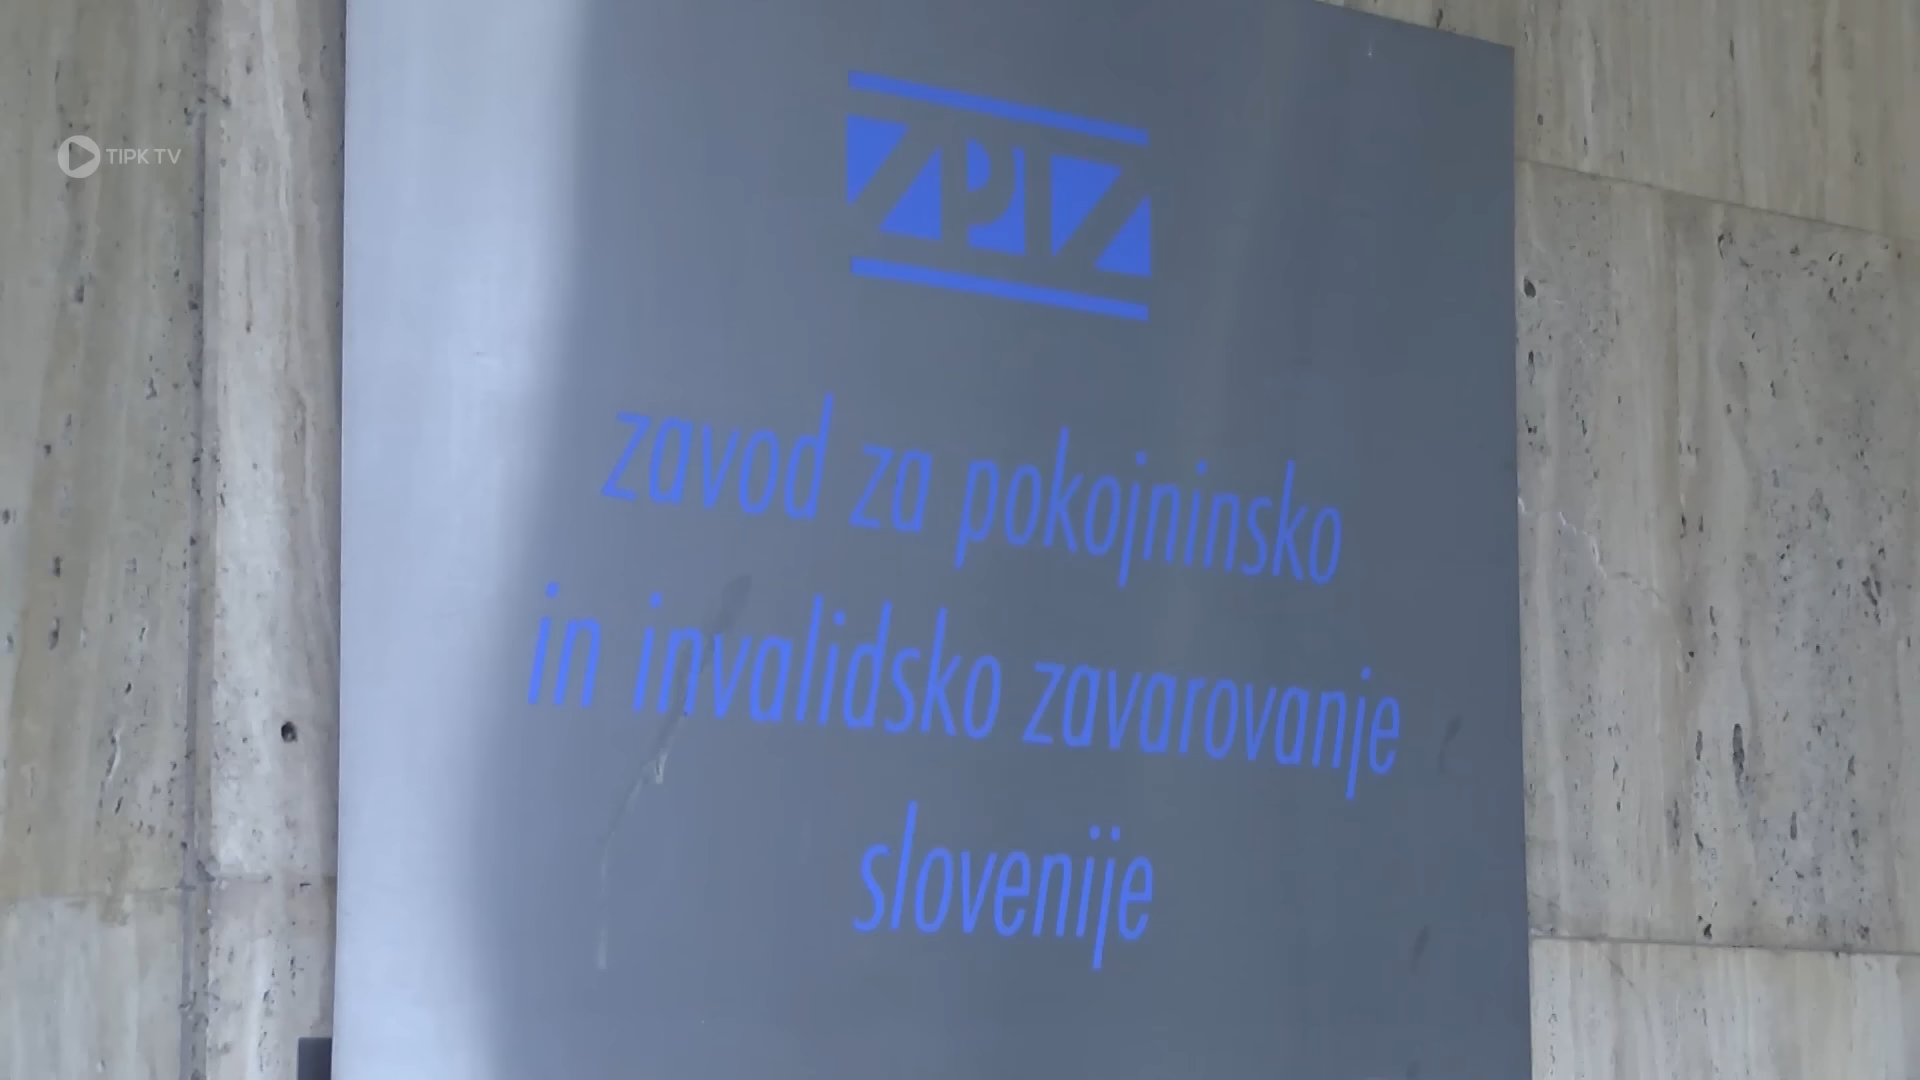 TIPK TV
ZPIZ
zavod za pokojninsko
in invalidsko zavarovanje
slovenije